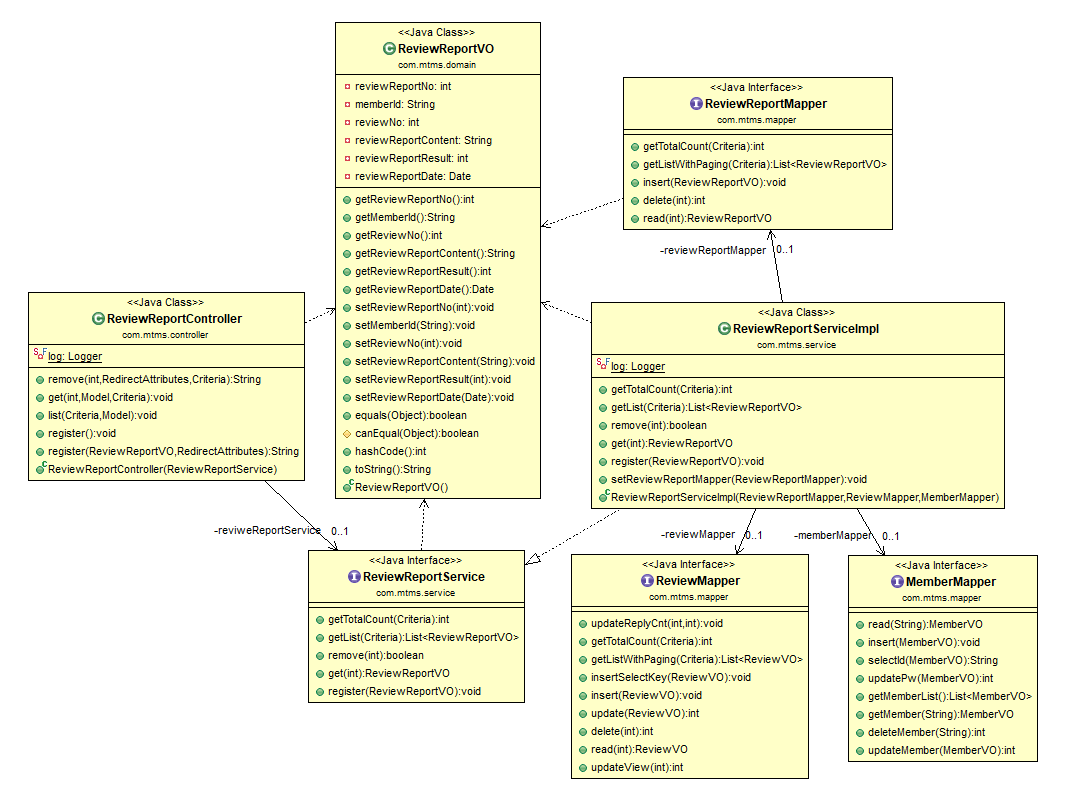 <<Java Class>>
ReviewReportVO
com.mtms.domain
reviewReportNo: int
memberId: String
reviewNo: int
reviewReportContent: String
reviewReportResult: int
reviewReportDate: Date
getReviewReportNo():int
getMemberId():String
getReviewNo():int
getReviewReportContent():String
getReviewReportResult():int
getReviewReportDate():Date
setReviewReportNo(int):void
setMemberId(String):void
setReviewNo(int):void
setReviewReportContent(String):void
setReviewReportResult(int):void
setReviewReportDate(Date):void
equals(Object):boolean
canEqual(Object):boolean
hashCode():int
toString():String
ReviewReportVO()
<<Java Interface>>
ReviewReportMapper
com.mtms.mapper
getTotalCount(Criteria):int
getListWithPaging(Criteria):List<ReviewReportVO>
insert(ReviewReportVO):void
delete(int):int
read(int):ReviewReportVO
-reviewReportMapper 0..1
<<Java Class>>
ReviewReportController
com.mtms.controller
log: Logger
remove(int,RedirectAttributes,Criteria):String
get(int,Model,Criteria):void
list(Criteria,Model):void
register():void
register(ReviewReportVO,RedirectAttributes):String
ReviewReportController(ReviewReportService)
-reviweReportService 0..1
<<Java Class>>
ReviewReportServiceImpl
com.mtms.service
log: Logger
getTotalCount(Criteria):int
getList(Criteria):List<ReviewReportVO>
remove(int):boolean
get(int):ReviewReportVO
register(ReviewReportVO):void
setReviewReportMapper(ReviewReportMapper):void
ReviewReportServiceImpl(ReviewReportMapper,ReviewMapper,MemberMapper)
-reviewMapper 0..1
-memberMapper 0..1
<<Java Interface>>
ReviewReportService
com.mtms.service
getTotalCount(Criteria):int
getList(Criteria):List<ReviewReportVO>
remove(int):boolean
get(int):ReviewReportVO
register(ReviewReportVO):void
<<Java Interface>>
ReviewMapper
com.mtms.mapper
updateReplyCnt(int,int):void
getTotalCount(Criteria):int
getListWithPaging(Criteria):List<ReviewVO>
insertSelectKey(ReviewVO):void
insert(ReviewVO):void
update(ReviewVO):int
delete(int):int
read(int):ReviewVO
updateView(int):int
<<Java Interface>>
MemberMapper
com.mtms.mapper
read(String):MemberVO
insert(MemberVO):void
selectId(MemberVO):String
updatePw(MemberVO):int
getMemberList():List<MemberVO>
getMember(String):MemberVO
deleteMember(String):int
updateMember(MemberVO):int